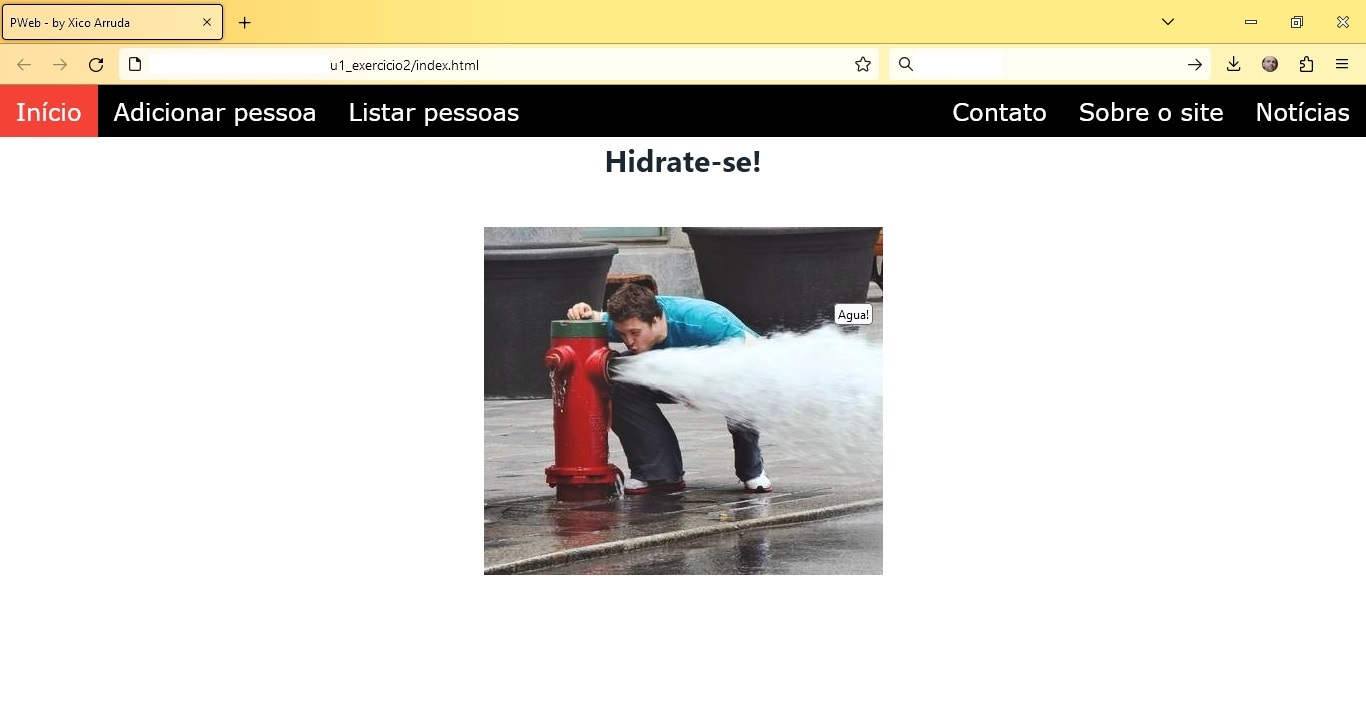 PWeb - by Xico Arruda
u1_exercicio2/index.html
Início Adicionar pessoa Listar pessoas Contato Sobre o site Notícias
Hidrate-se!
Agua!